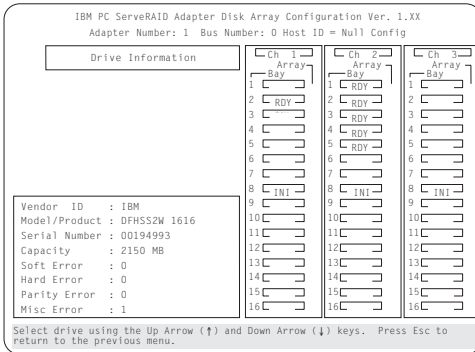 IBM PC ServeRAID Adapter Disk Array Configuration Ver. 1.XX
Adapter Number: 1 Bus Number: 0 Host ID = Null Config
Drive Information
Ch 1
Array
Bay
1
2 RDY
3
4
5
6
7
8 INI
9
10
11
12
13
14
15
16
Ch 2
Array
Bay
1 RDY
2 RDY
3 RDY
4 RDY
5 RDY
6
7
8 INI
9
10
11
12
13
14
15
16
Ch 3
Array
Bay
1
2
3
4
5
6
7
8 INI
9
10
11
12
13
14
15
16
Vendor ID : IBM
Model/Product : DFHSS2W 1616
Serial Number : 00194993
Capacity : 2150 MB
Soft Error : 0
Hard Error : 0
Parity Error : 0
Misc Error : 1
Select drive using the Up Arrow (↑) and Down Arrow (↓) keys. Press Esc to
return to the previous menu.